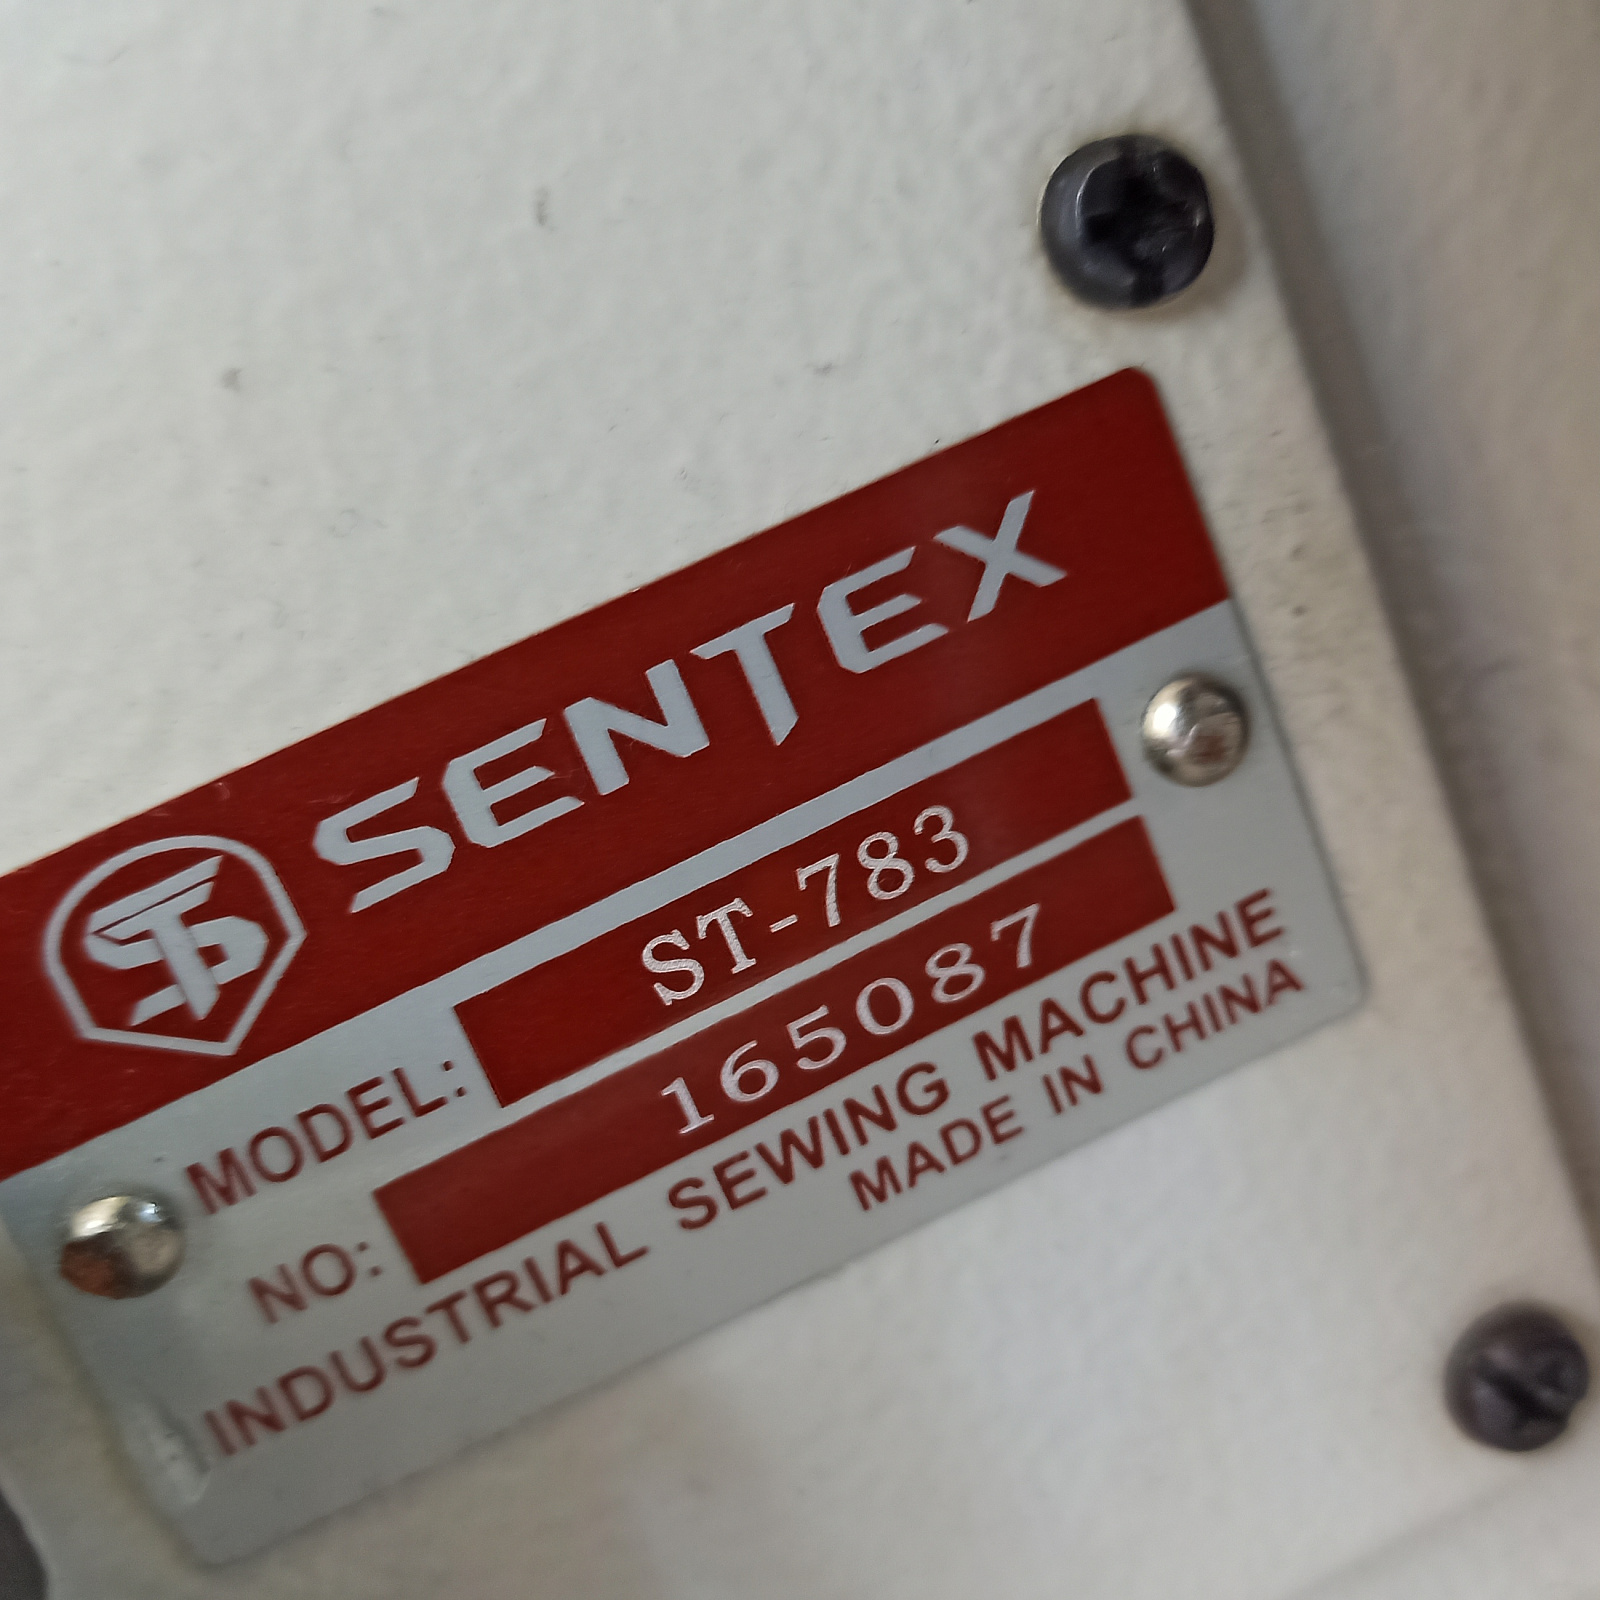 SENTEX
MODEL: ST-783
NO: 165087
INDUSTRIAL SEWING MACHINE
MADE IN CHINA